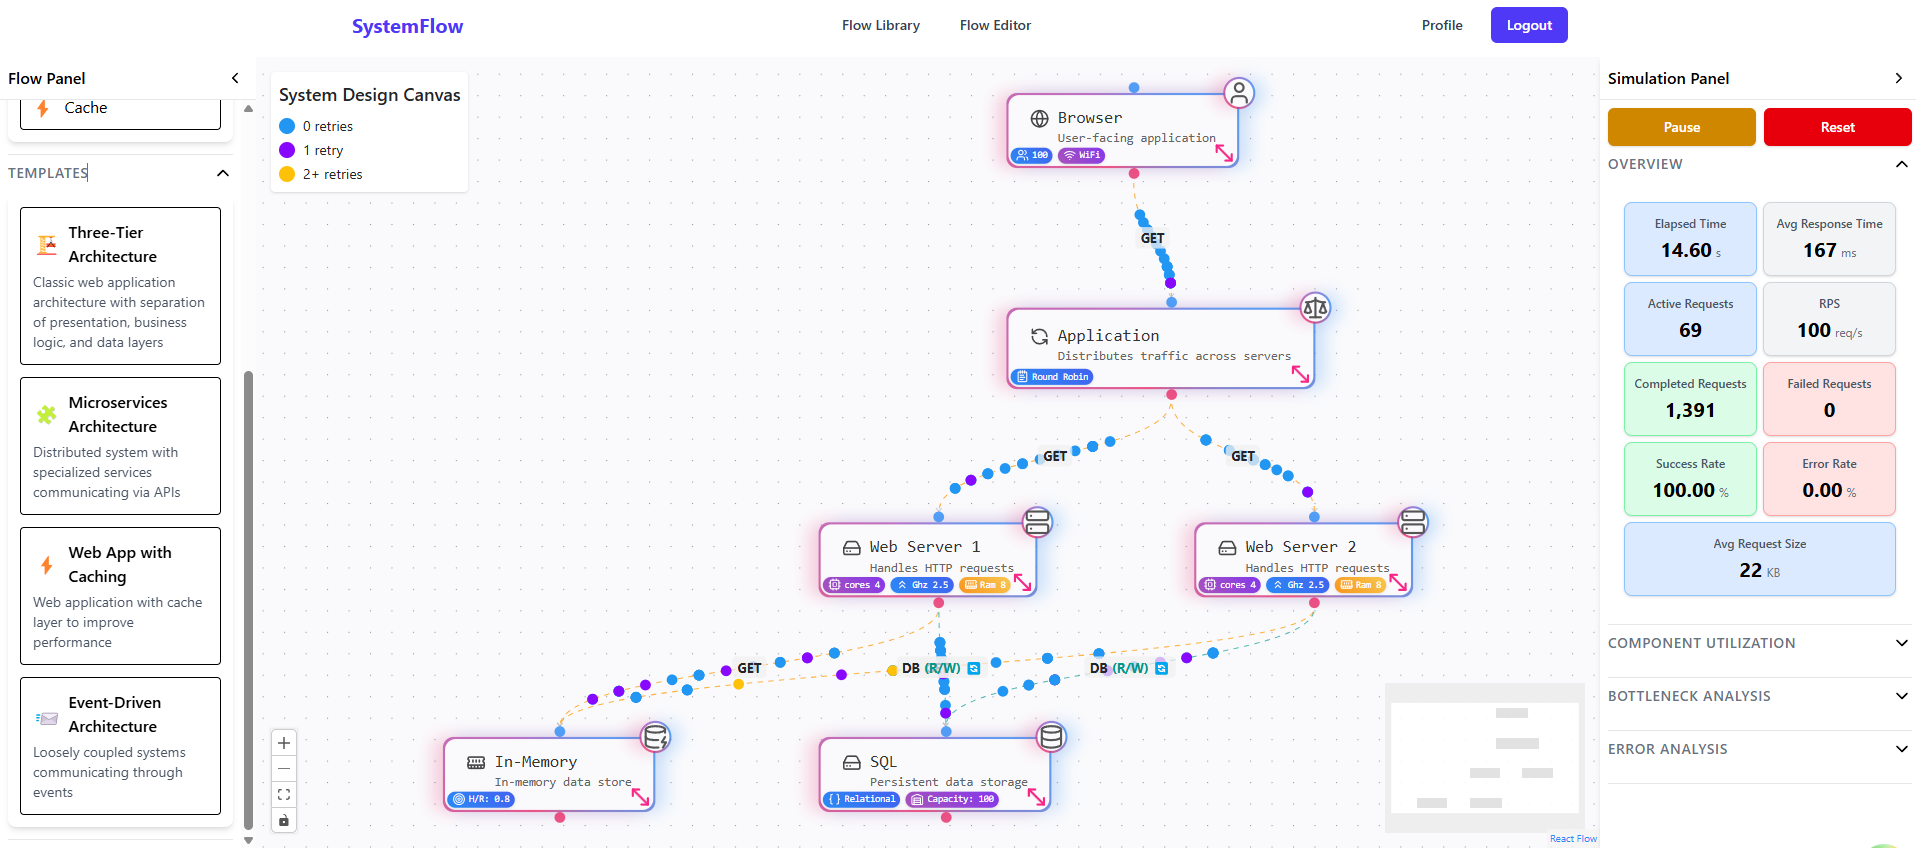 SystemFlow
Flow Library
Flow Editor
Profile
Logout
Flow Panel
Cache
TEMPLATES
Three-Tier
Architecture
Classic web application
architecture with separation
of presentation, business
logic, and data layers
Microservices
Architecture
Distributed system with
specialized services
communicating via APIs
Web App with
Caching
Web application with cache
layer to improve
performance
Event-Driven
Architecture
Loosely coupled systems
communicating through
events
System Design Canvas
0 retries
1 retry
2+ retries
Browser
User-facing application
100
WiFi
GET
Application
Distributes traffic across servers
Round Robin
GET
GET
Web Server 1
Handles HTTP requests
cores 4
Ghz 2.5
Ram 8
Web Server 2
Handles HTTP requests
cores 4
Ghz 2.5
Ram 8
GET
DB (R/W)
DB (R/W)
In-Memory
In-memory data store
H/R: 0.8
SQL
Persistent data storage
Relational
Capacity: 100
React Flow
Simulation Panel
Pause
Reset
OVERVIEW
Elapsed Time
14.60 s
Avg Response Time
167 ms
Active Requests
69
RPS
100 req/s
Completed Requests
1,391
Failed Requests
0
Success Rate
100.00 %
Error Rate
0.00 %
Avg Request Size
22 KB
COMPONENT UTILIZATION
BOTTLENECK ANALYSIS
ERROR ANALYSIS